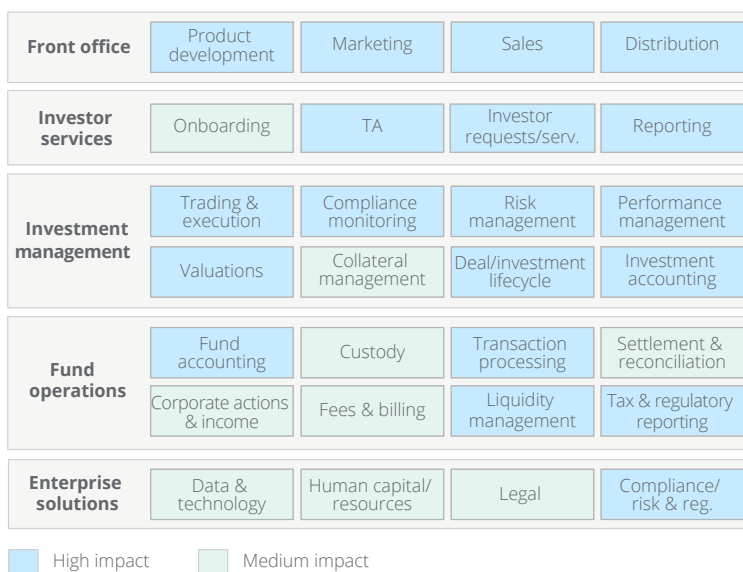 Front office
Product
development
Marketing
Sales
Distribution
Investor
services
Onboarding
TA
Investor
requests/serv.
Reporting
Investment
management
Trading &
execution
Compliance
monitoring
Risk
management
Performance
management
Valuations
Collateral
management
Deal/investment
lifecycle
Investment
accounting
Fund
operations
Fund
accounting
Custody
Transaction
processing
Settlement &
reconciliation
Corporate actions
& income
Fees & billing
Liquidity
management
Tax & regulatory
reporting
Enterprise
solutions
Data &
technology
Human capital/
resources
Legal
Compliance/
risk & reg.
High impact
Medium impact